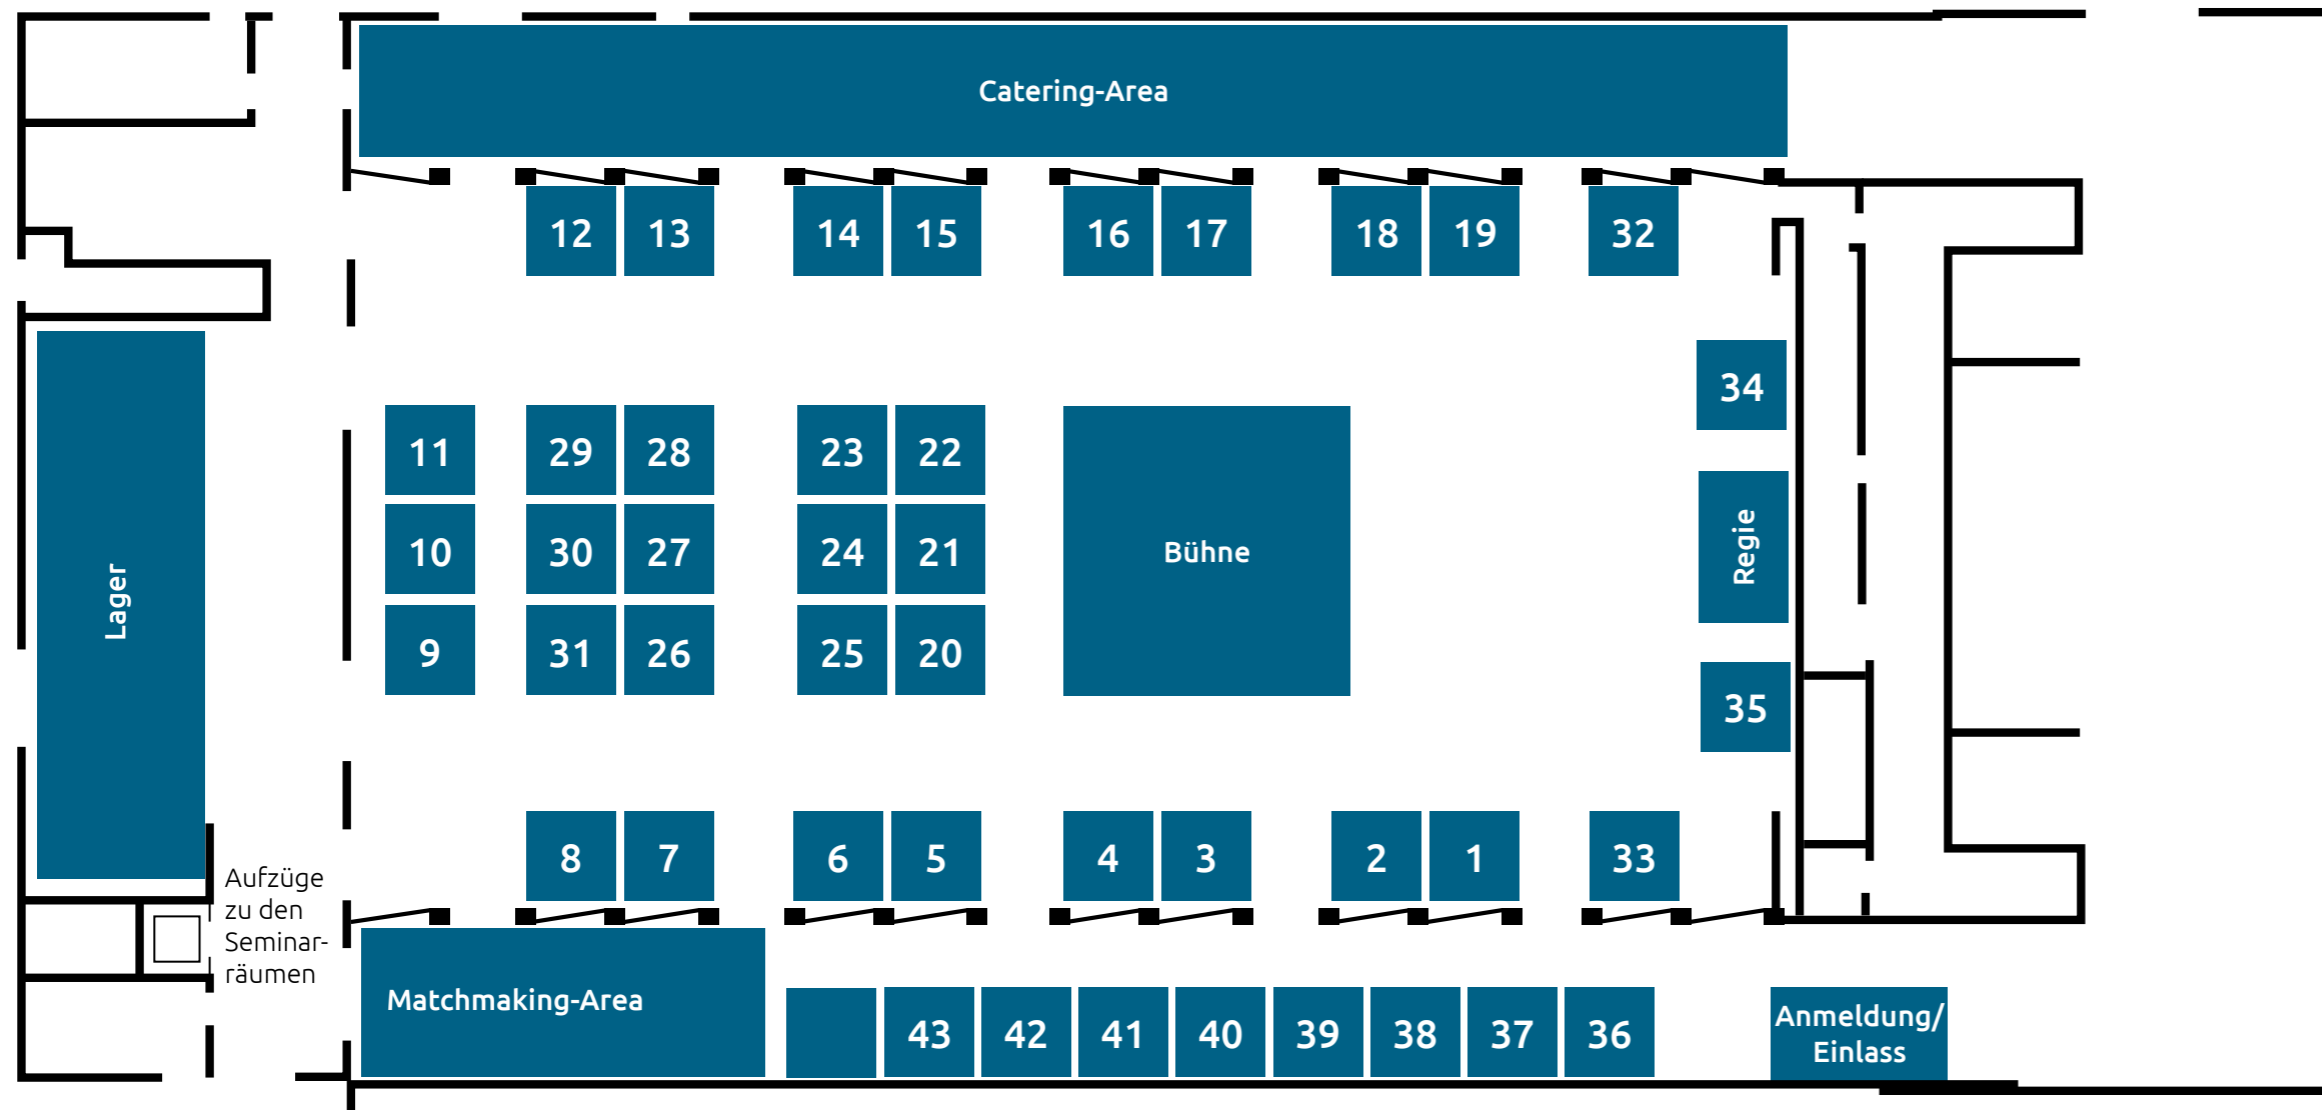 Catering-Area
12 13 14 15 16 17 18 19 32
34
11 29 28 23 22
10 30 27 24 21 Bühne Regie
Lager
9 31 26 25 20
35
8 7 6 5 4 3 2 1 33
Aufzüge
zu den
Seminar-
räumen
Matchmaking-Area
43 42 41 40 39 38 37 36
Anmeldung/
Einlass